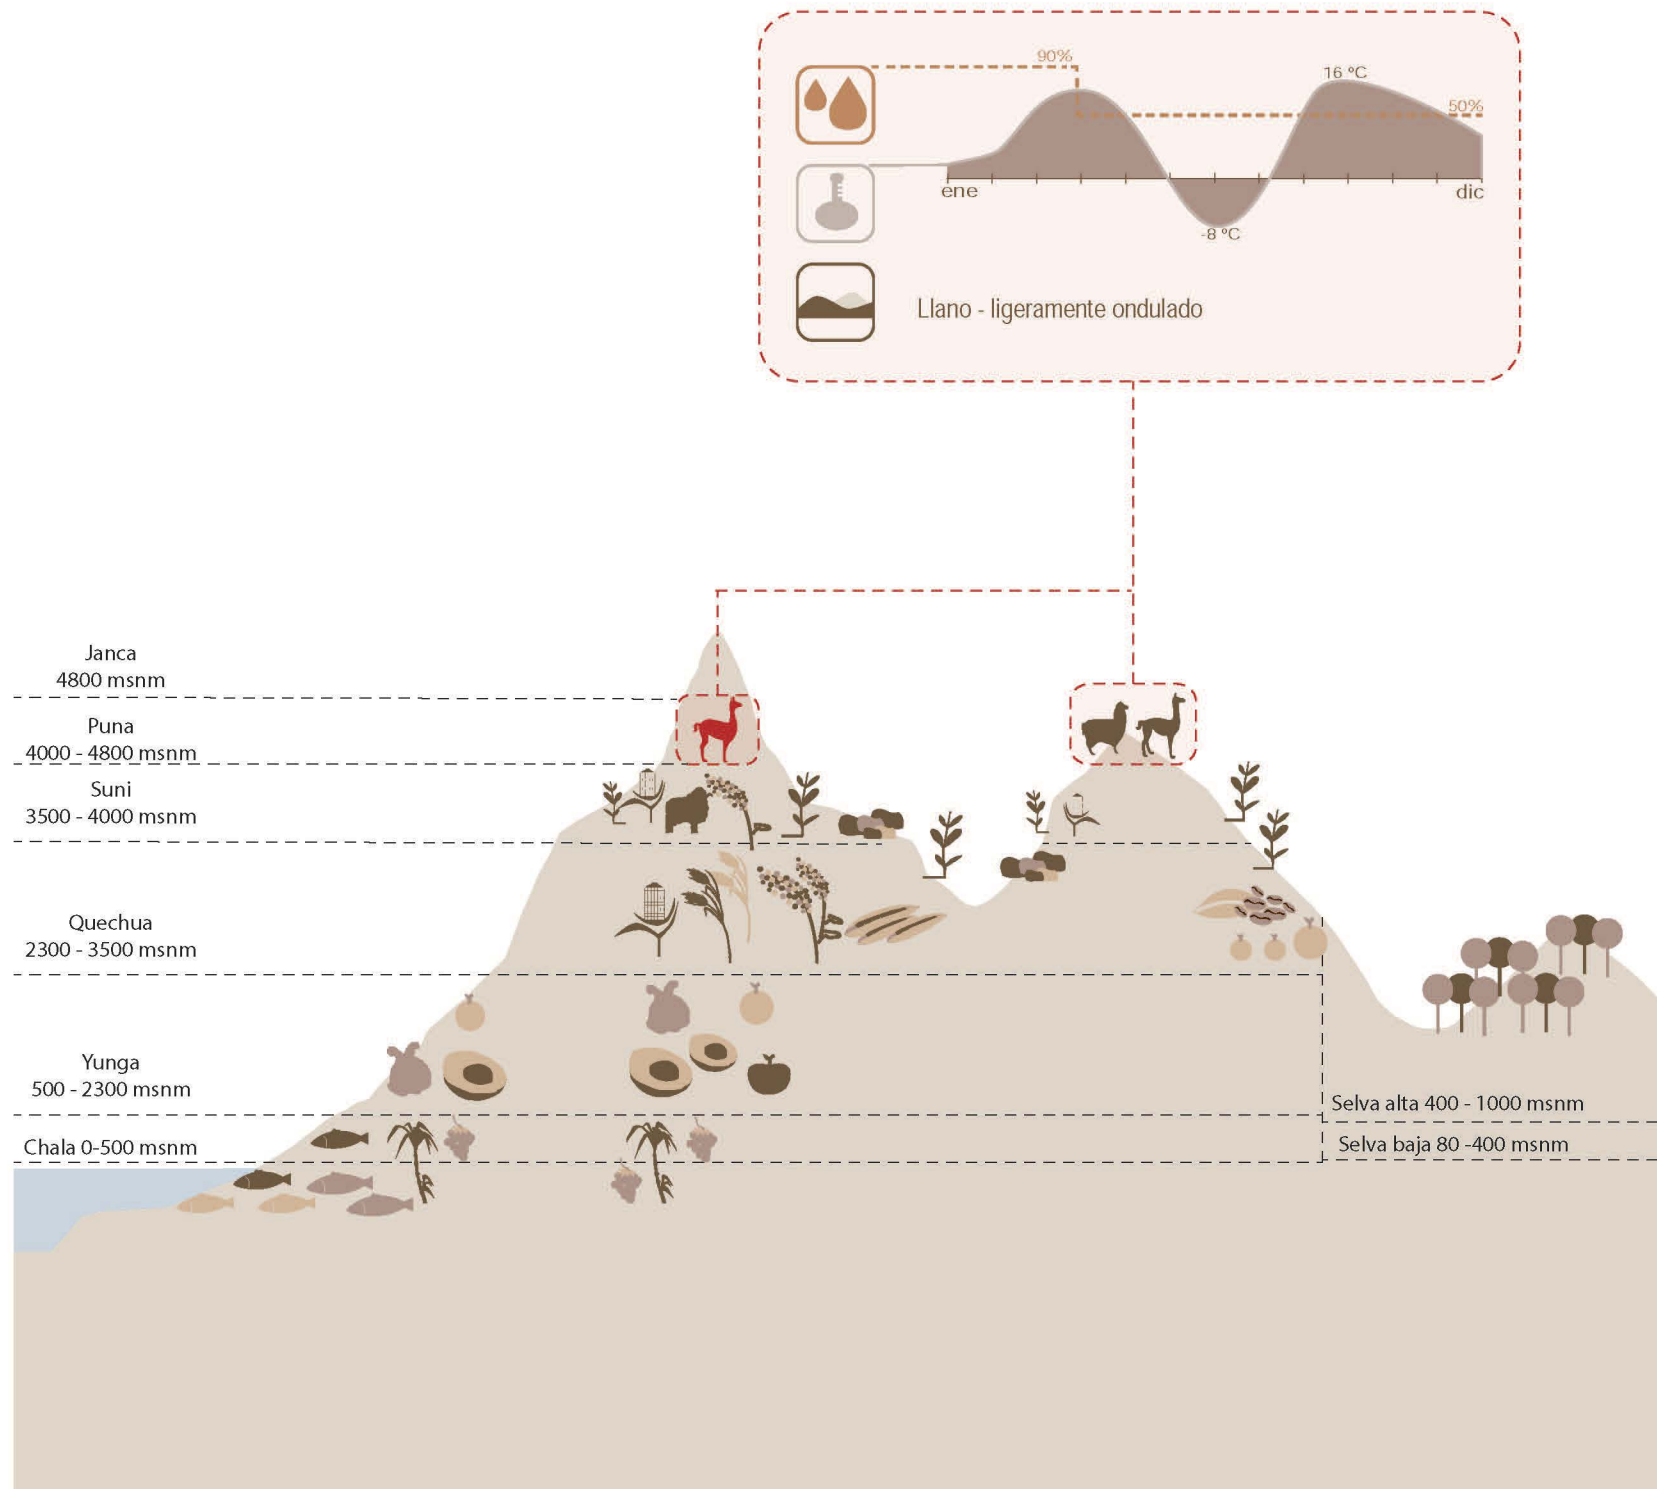 90%
16 ºC
50%
ene
dic
-8 ºC
Llano - ligeramente ondulado
Janca
4800 msnm
Puna
4000 - 4800 msnm
Suni
3500 - 4000 msnm
Quechua
2300 - 3500 msnm
Yunga
500 - 2300 msnm
Selva alta 400 - 1000 msnm
Chala 0-500 msnm
Selva baja 80 -400 msnm